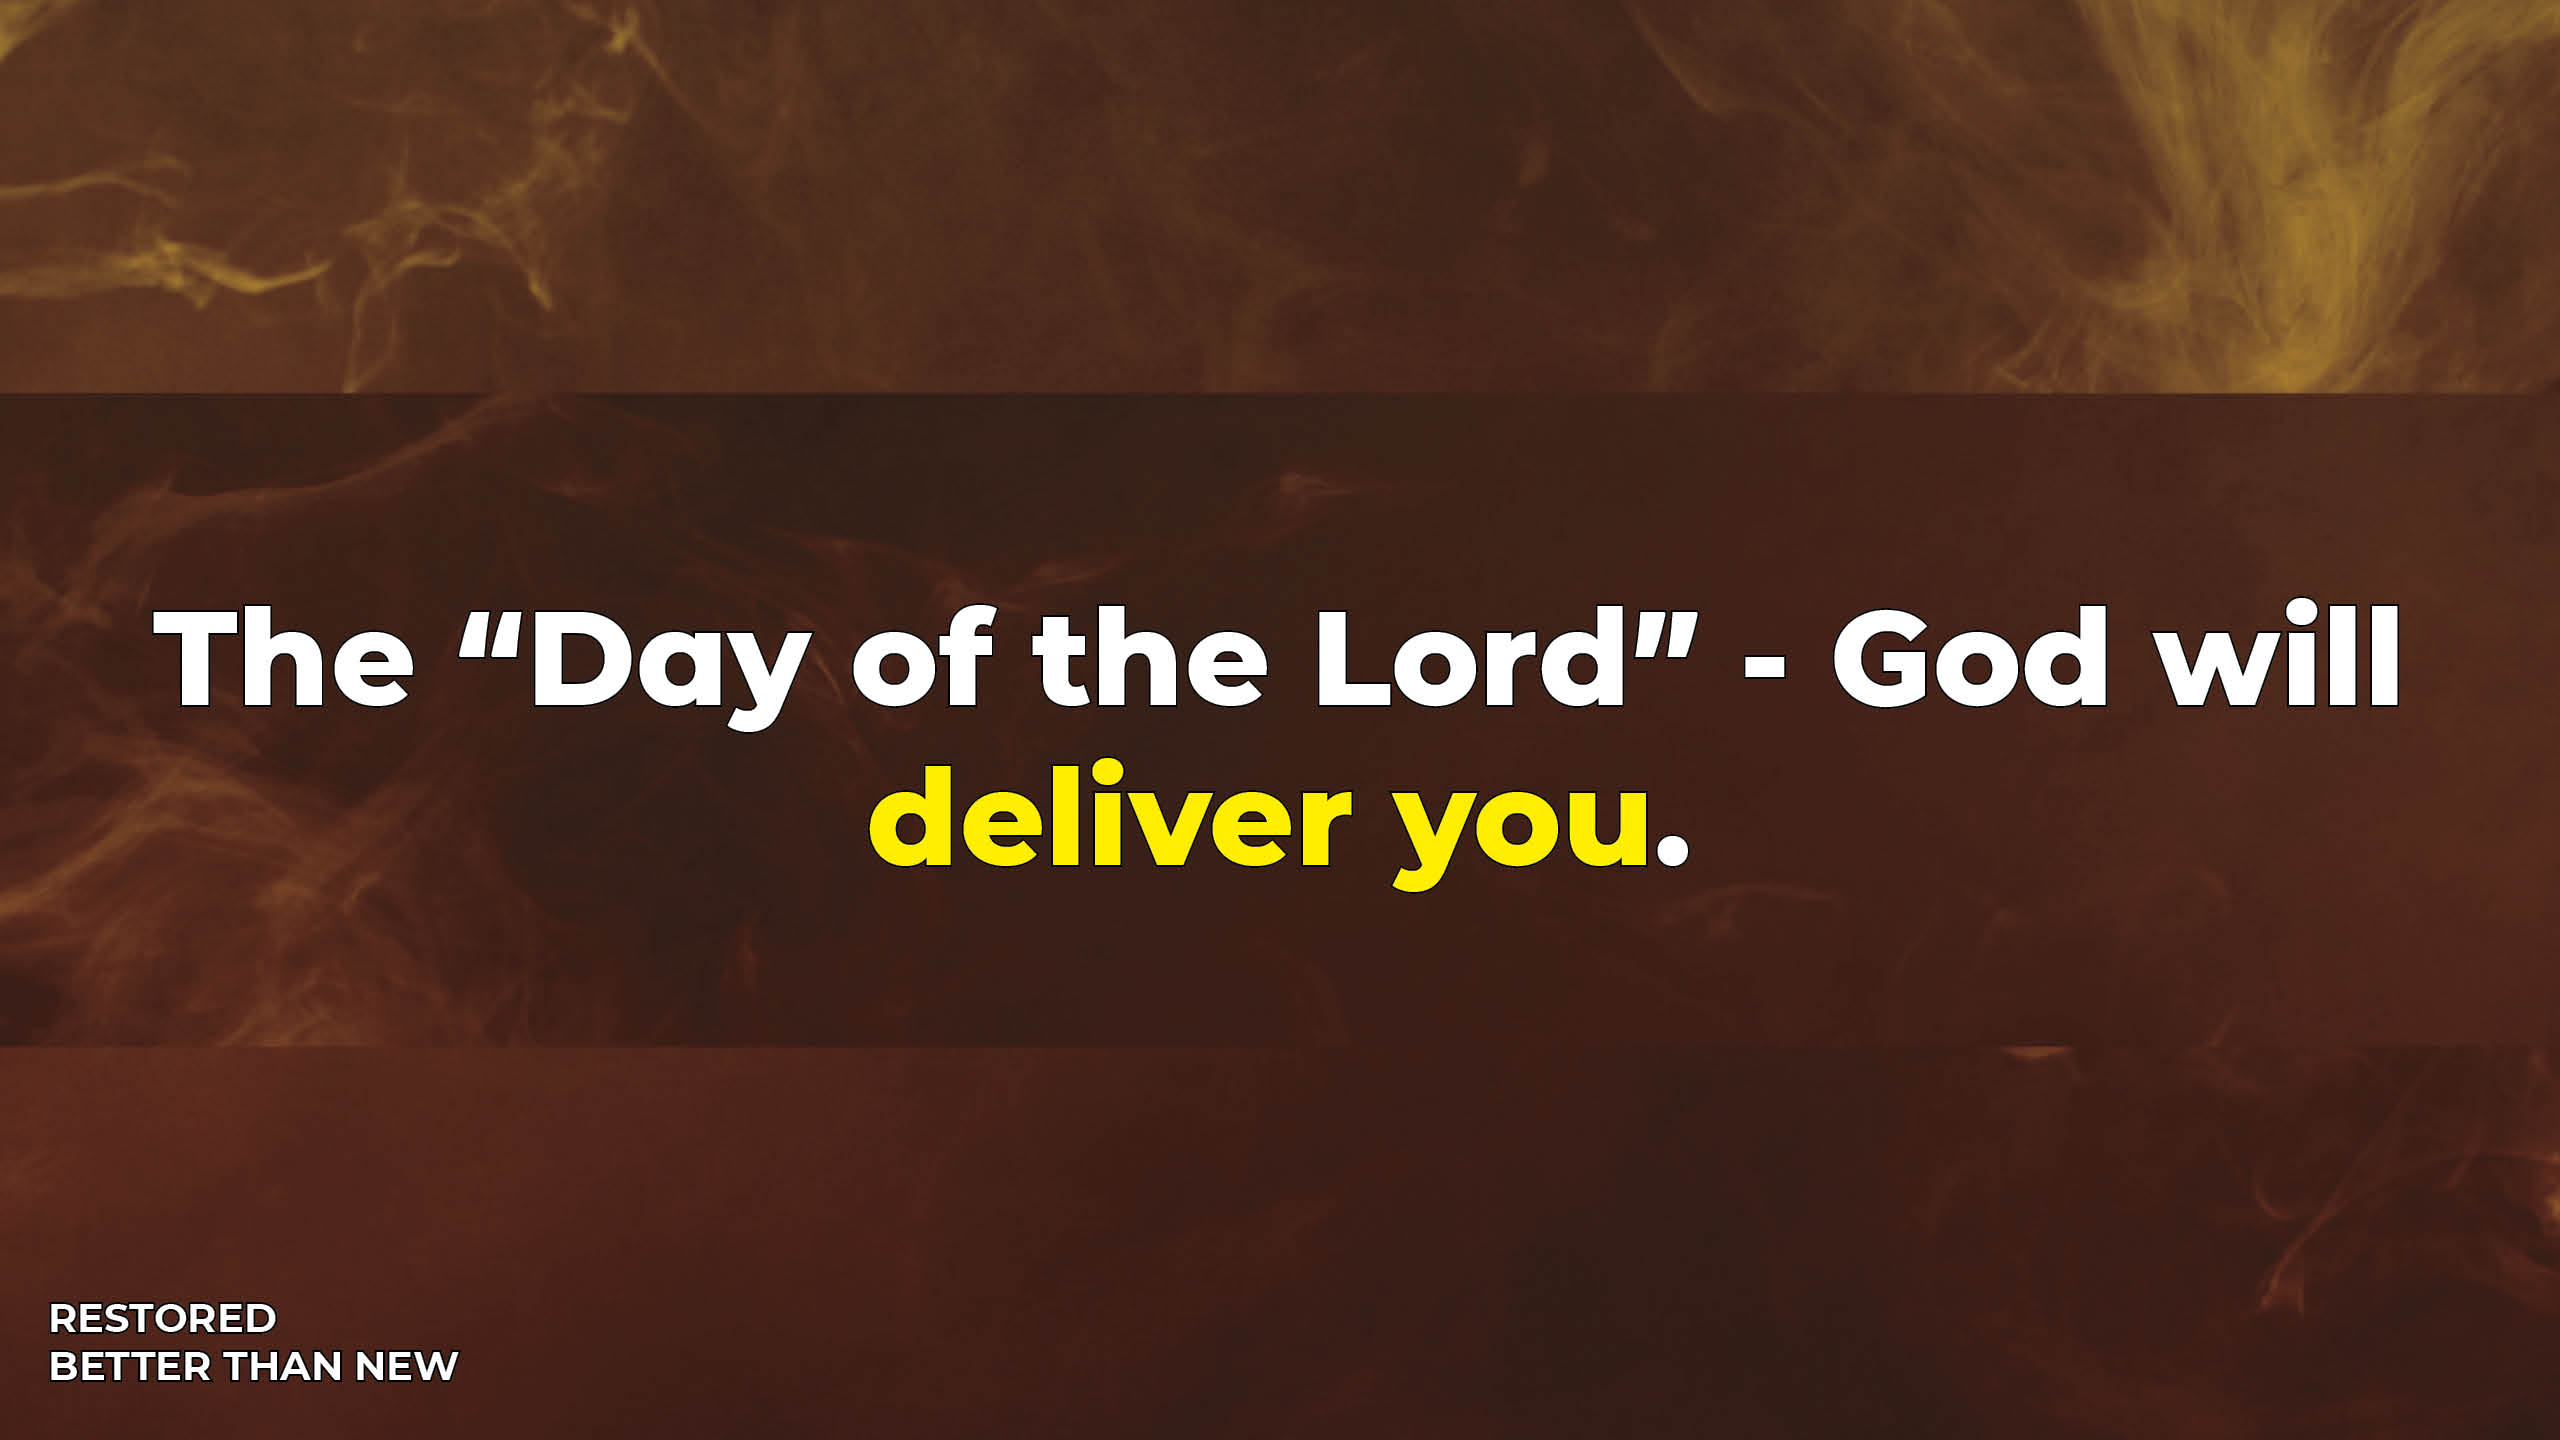 The “Day of the Lord” - God will
deliver you.
RESTORED
BETTER THAN NEW